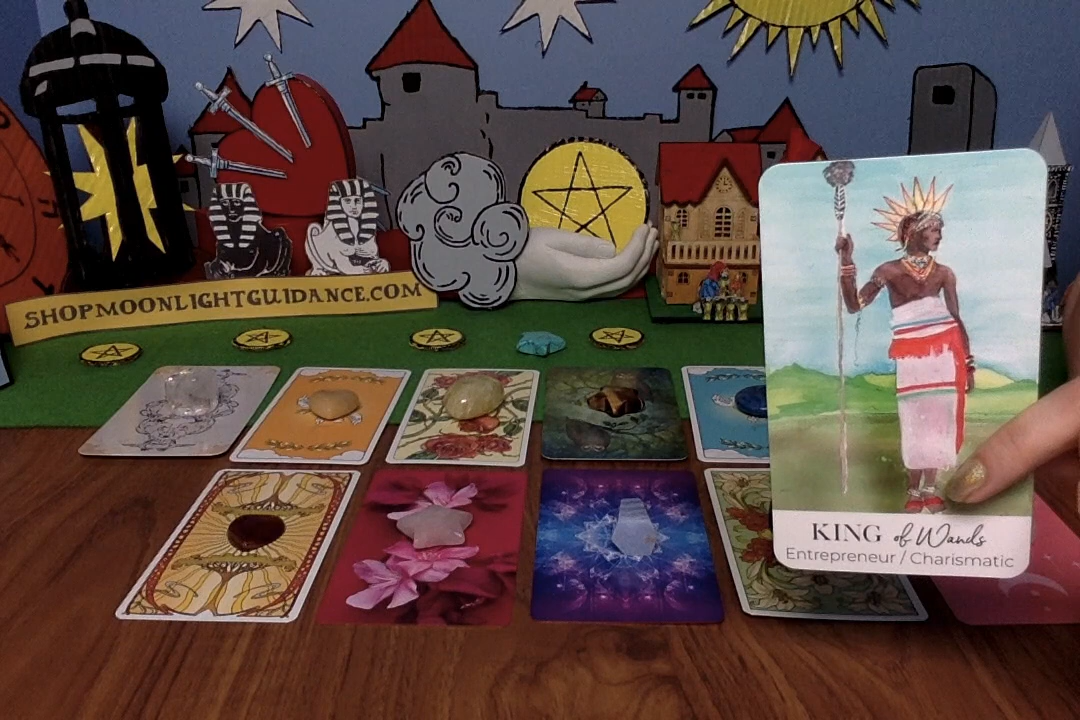 SHOPMOONLIGHTGUIDANCE.COM
KING of Wands
Entrepreneur / Charismatic